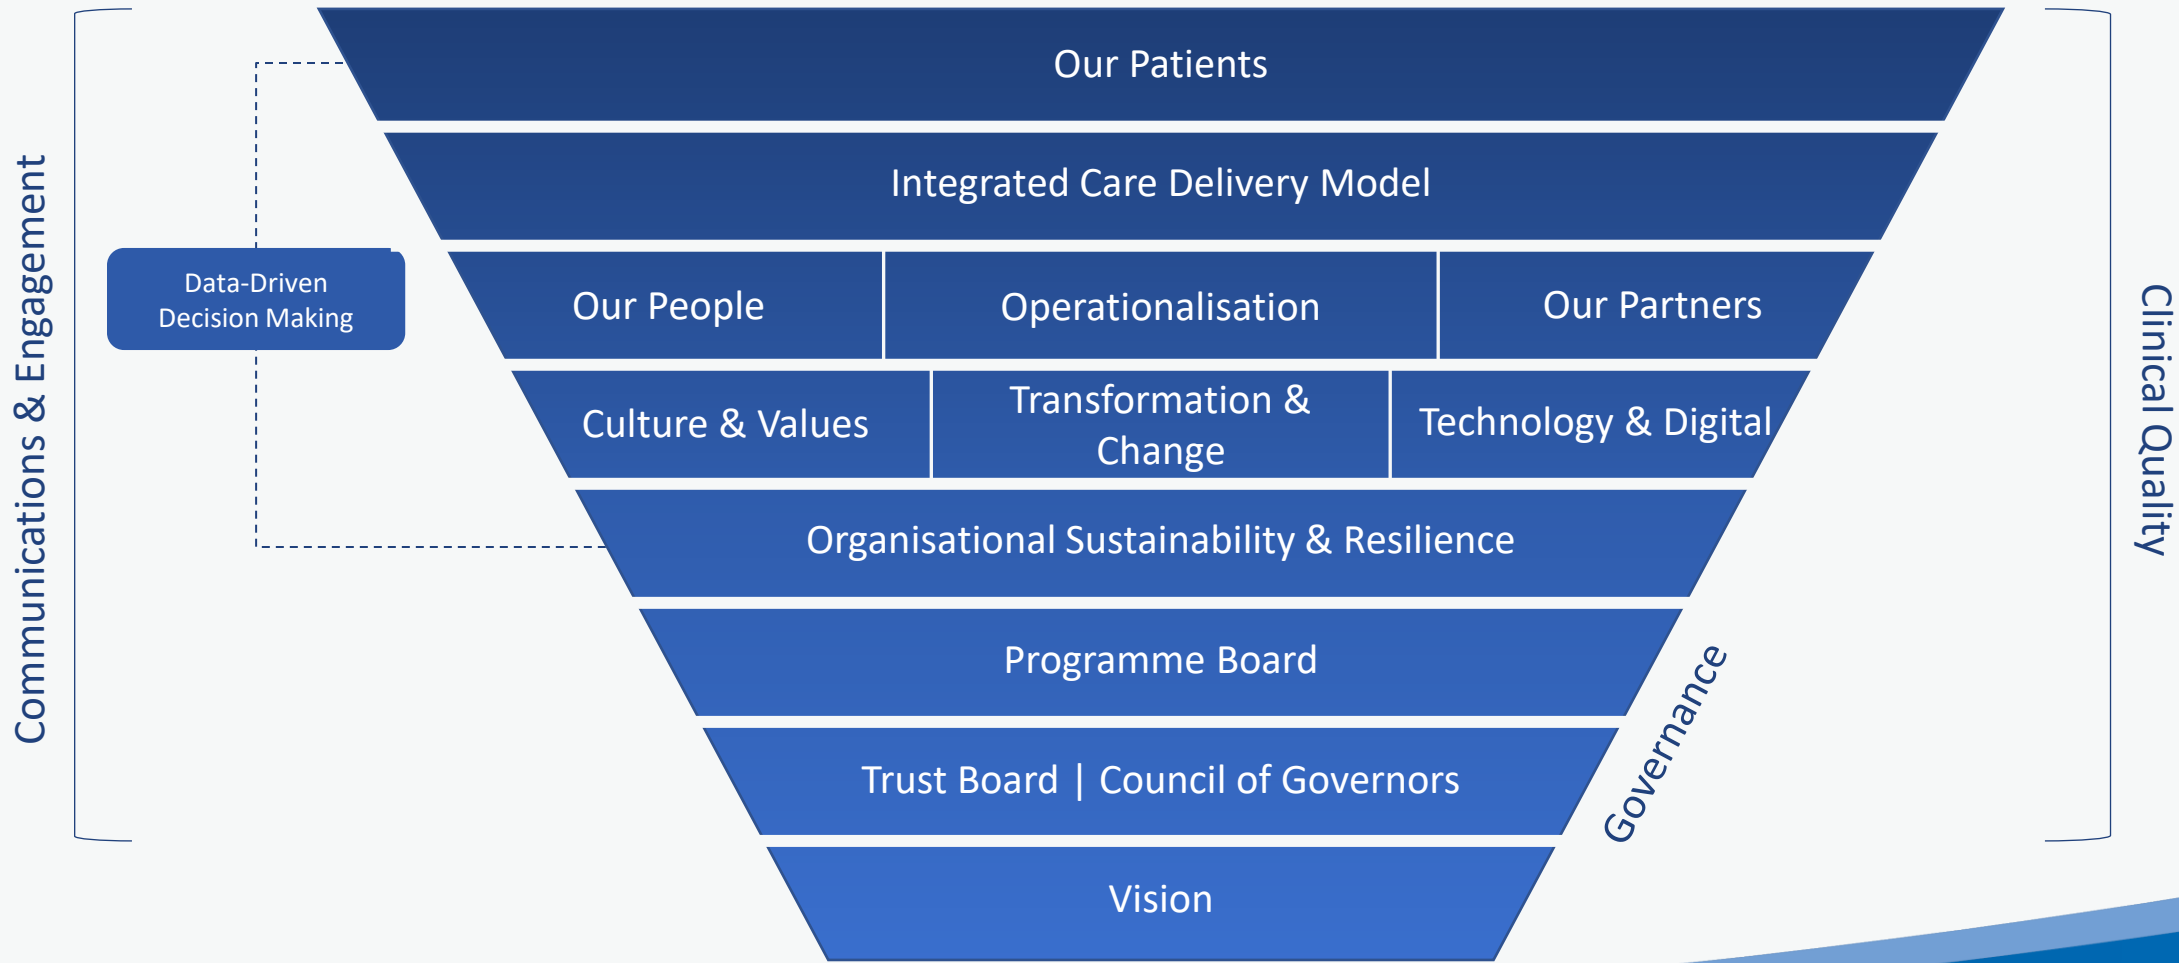 Our Patients
Integrated Care Delivery Model
Communications & Engagement
Data-Driven
Decision Making
Our People
Operationalisation
Our Partners
Culture & Values
Transformation &
Change
Technology & Digital
Clinical Quality
Organisational Sustainability & Resilience
Programme Board
Governance
Trust Board | Council of Governors
Vision